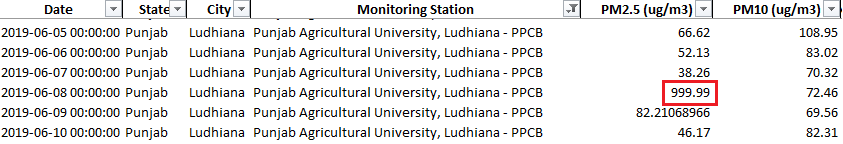 Date State City Monitoring Station PM2.5 (ug/m3) PM10 (ug/m3)
2019-06-05 00:00:00 Punjab Ludhiana Punjab Agricultural University, Ludhiana - PPCB 66.62 108.95
2019-06-06 00:00:00 Punjab Ludhiana Punjab Agricultural University, Ludhiana - PPCB 52.13 83.02
2019-06-07 00:00:00 Punjab Ludhiana Punjab Agricultural University, Ludhiana - PPCB 38.26 70.32
2019-06-08 00:00:00 Punjab Ludhiana Punjab Agricultural University, Ludhiana - PPCB 999.99 72.46
2019-06-09 00:00:00 Punjab Ludhiana Punjab Agricultural University, Ludhiana - PPCB 82.21068966 69.56
2019-06-10 00:00:00 Punjab Ludhiana Punjab Agricultural University, Ludhiana - PPCB 46.17 82.31